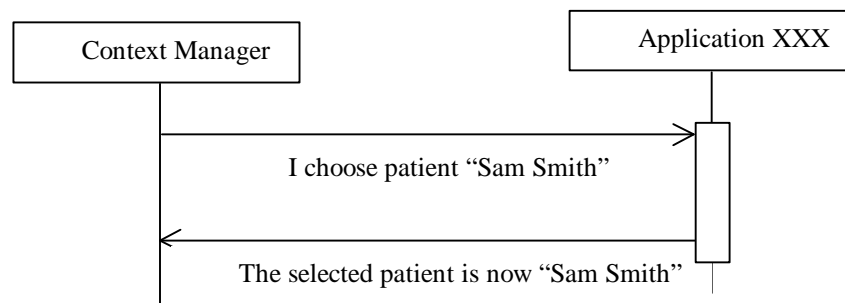 Context Manager
Application XXX
I choose patient “Sam Smith”
The selected patient is now “Sam Smith”